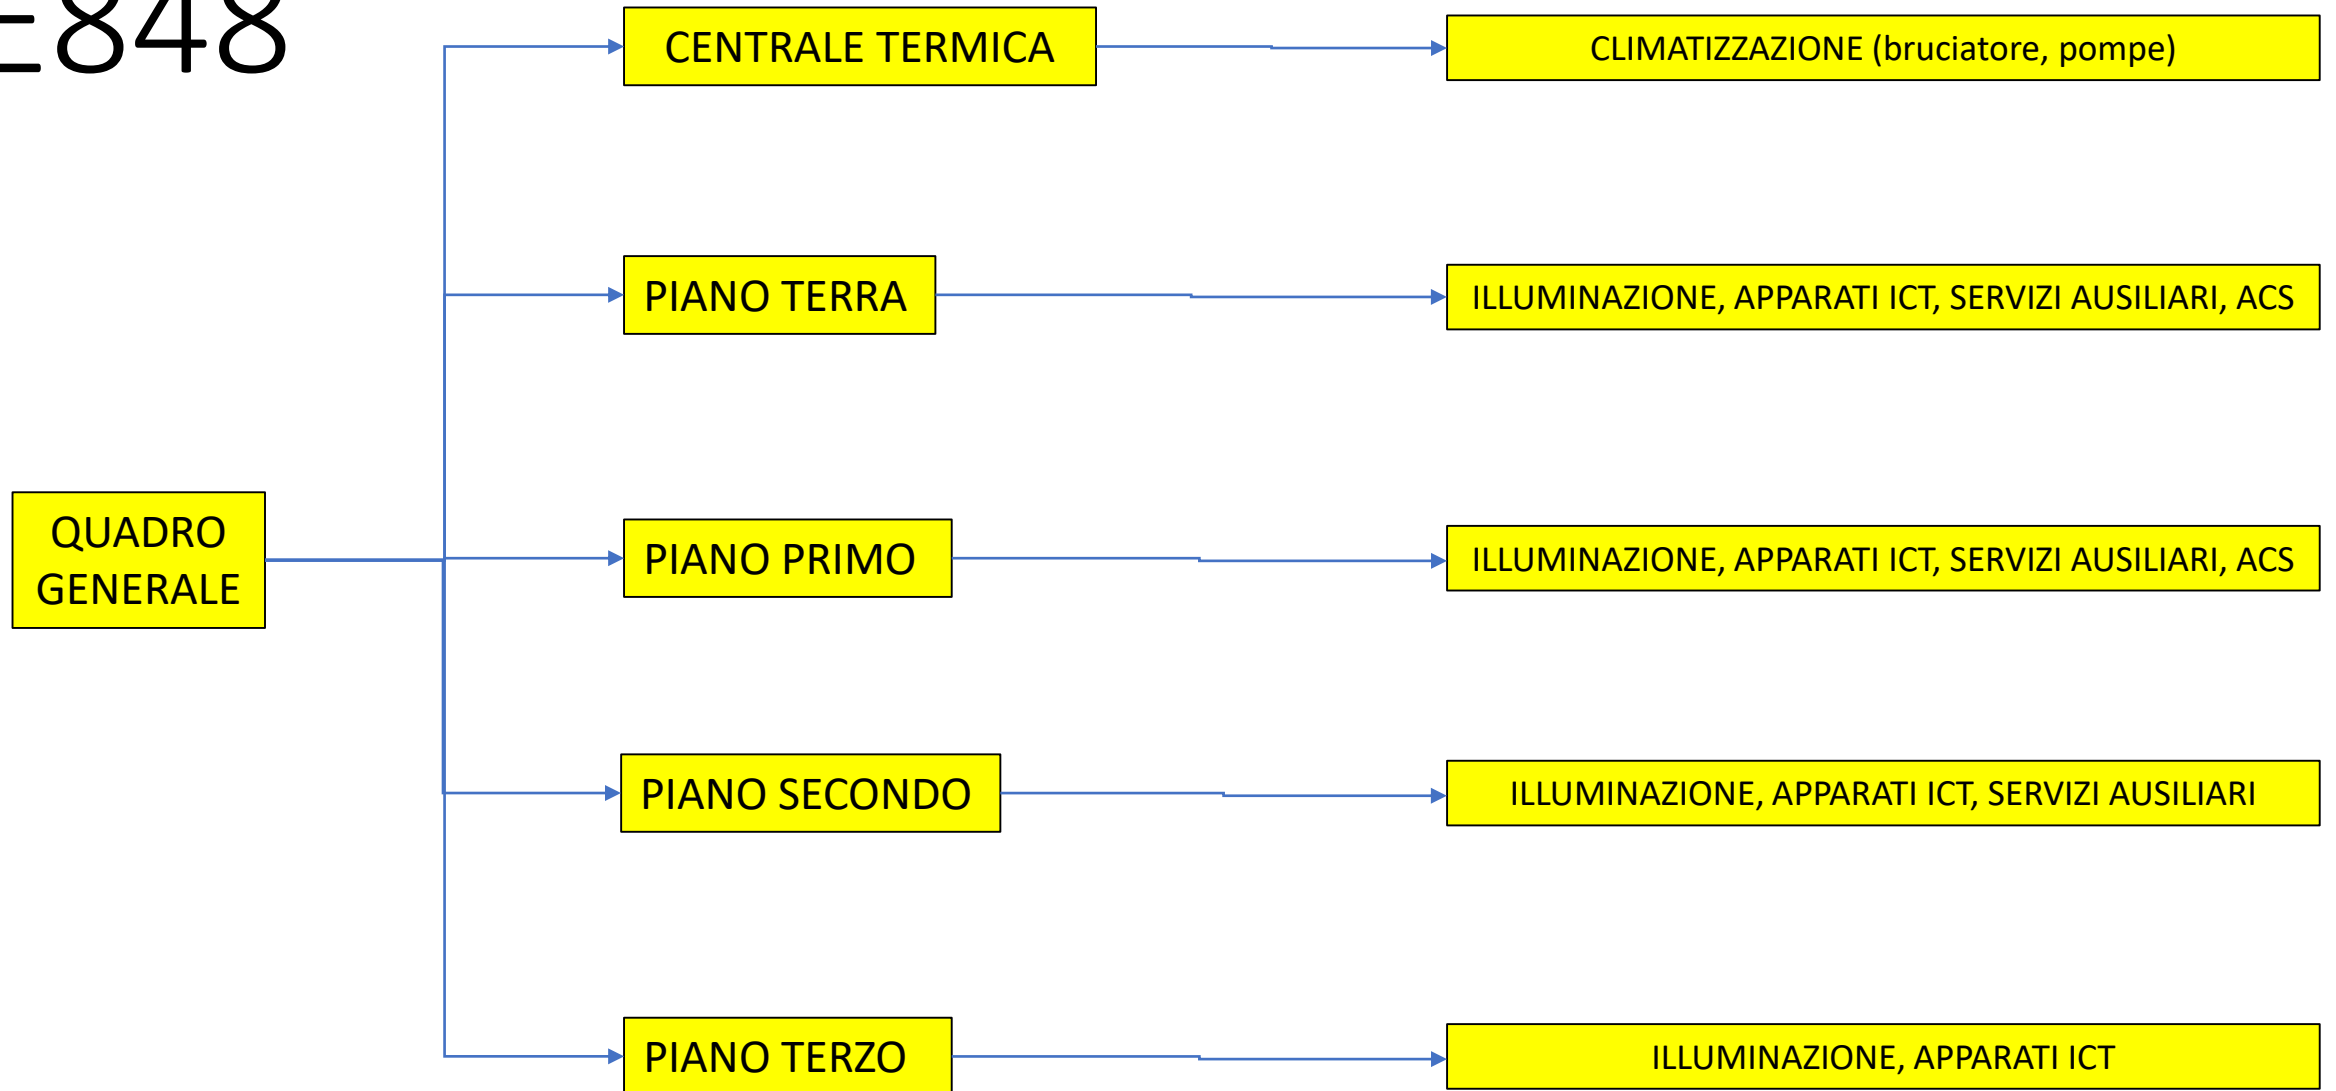 E848
CENTRALE TERMICA
CLIMATIZZAZIONE (bruciatore, pompe)
PIANO TERRA
ILLUMINAZIONE, APPARATI ICT, SERVIZI AUSILIARI, ACS
QUADRO
GENERALE
PIANO PRIMO
ILLUMINAZIONE, APPARATI ICT, SERVIZI AUSILIARI, ACS
PIANO SECONDO
ILLUMINAZIONE, APPARATI ICT, SERVIZI AUSILIARI
PIANO TERZO
ILLUMINAZIONE, APPARATI ICT